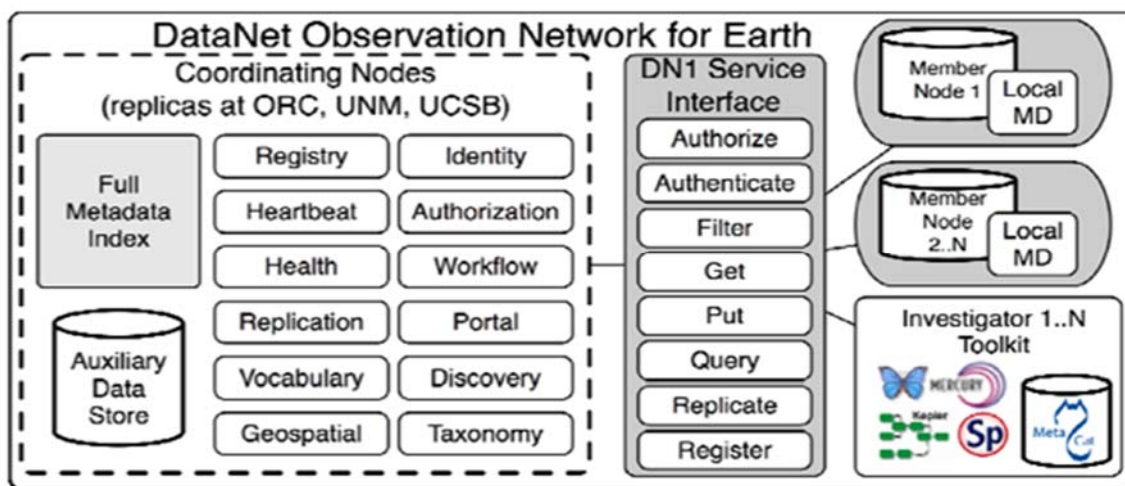 DataNet Observation Network for Earth
Coordinating Nodes
(replicas at ORC, UNM, UCSB)
Full
Metadata
Index
Auxiliary
Data
Store
Registry
Identity
Heartbeat
Authorization
Health
Workflow
Replication
Portal
Vocabulary
Discovery
Geospatial
Taxonomy
DN1 Service
Interface
Authorize
Authenticate
Filter
Get
Put
Query
Replicate
Register
Member
Node 1
Local
MD
Member
Node
2..N
Local
MD
Investigator 1..N
Toolkit
MERCURY
Kepler
Sp
Meta
Cat